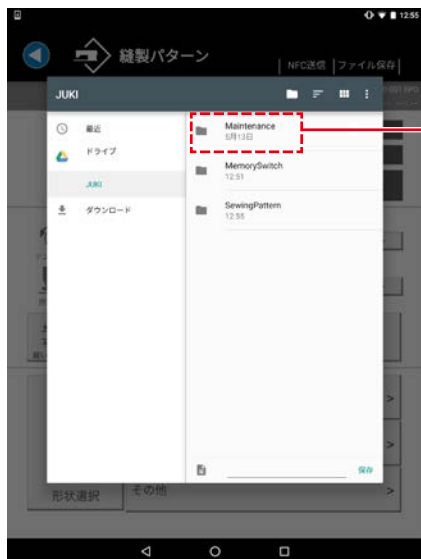 12:55
縫製パターン
NFC送信
ファイル保存
JUKI
最近
ドライブ
JUKI
ダウンロード
Maintenance
5月13日
MemorySwitch
12:51
SewingPattern
12:55
保存
形状選択
その他